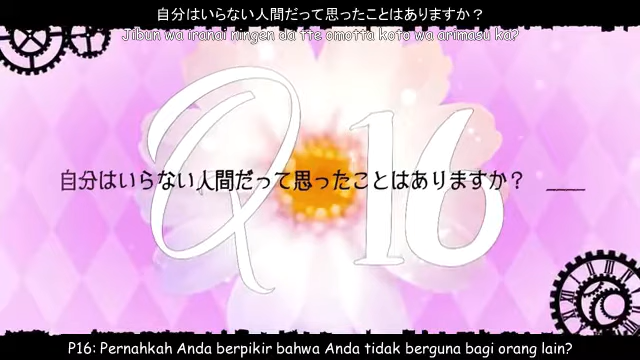 自分はいらない人間だって思ったことはありますか？
Jibun wa iranai ningen da tte omotta koto wa arimasu ka?
Q 16
自分はいらない人間だって思ったことはありますか？ __
P16: Pernahkah Anda berpikir bahwa Anda tidak berguna bagi orang lain?